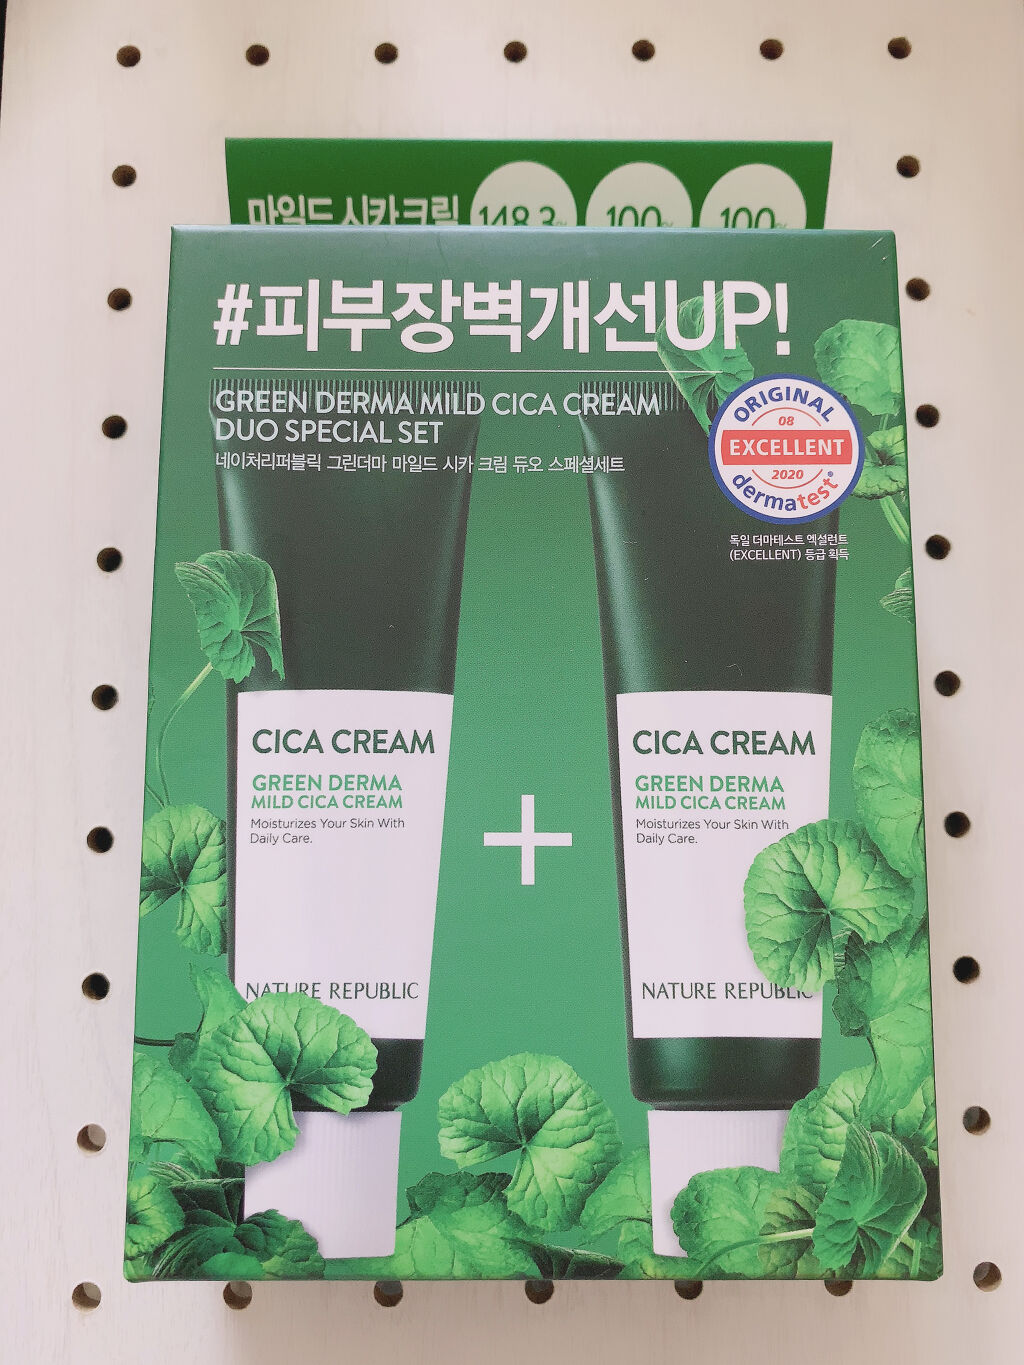 마일드 시카 크림 148.3% 100% 100%
#피부장벽개선UP!
GREEN DERMA MILD CICA CREAM
DUO SPECIAL SET
네이처리퍼블릭 그린더마 마일드 시카 크림 듀오 스페셜세트
ORIGINAL
08
EXCELLENT
2020
dermatest®
독일 더마테스트 엑설런트
(EXCELLENT) 등급 획득
CICA CREAM
GREEN DERMA
MILD CICA CREAM
Moisturizes Your Skin With
Daily Care.
NATURE REPUBLIC
+
CICA CREAM
GREEN DERMA
MILD CICA CREAM
Moisturizes Your Skin With
Daily Care.
NATURE REPUBLIC